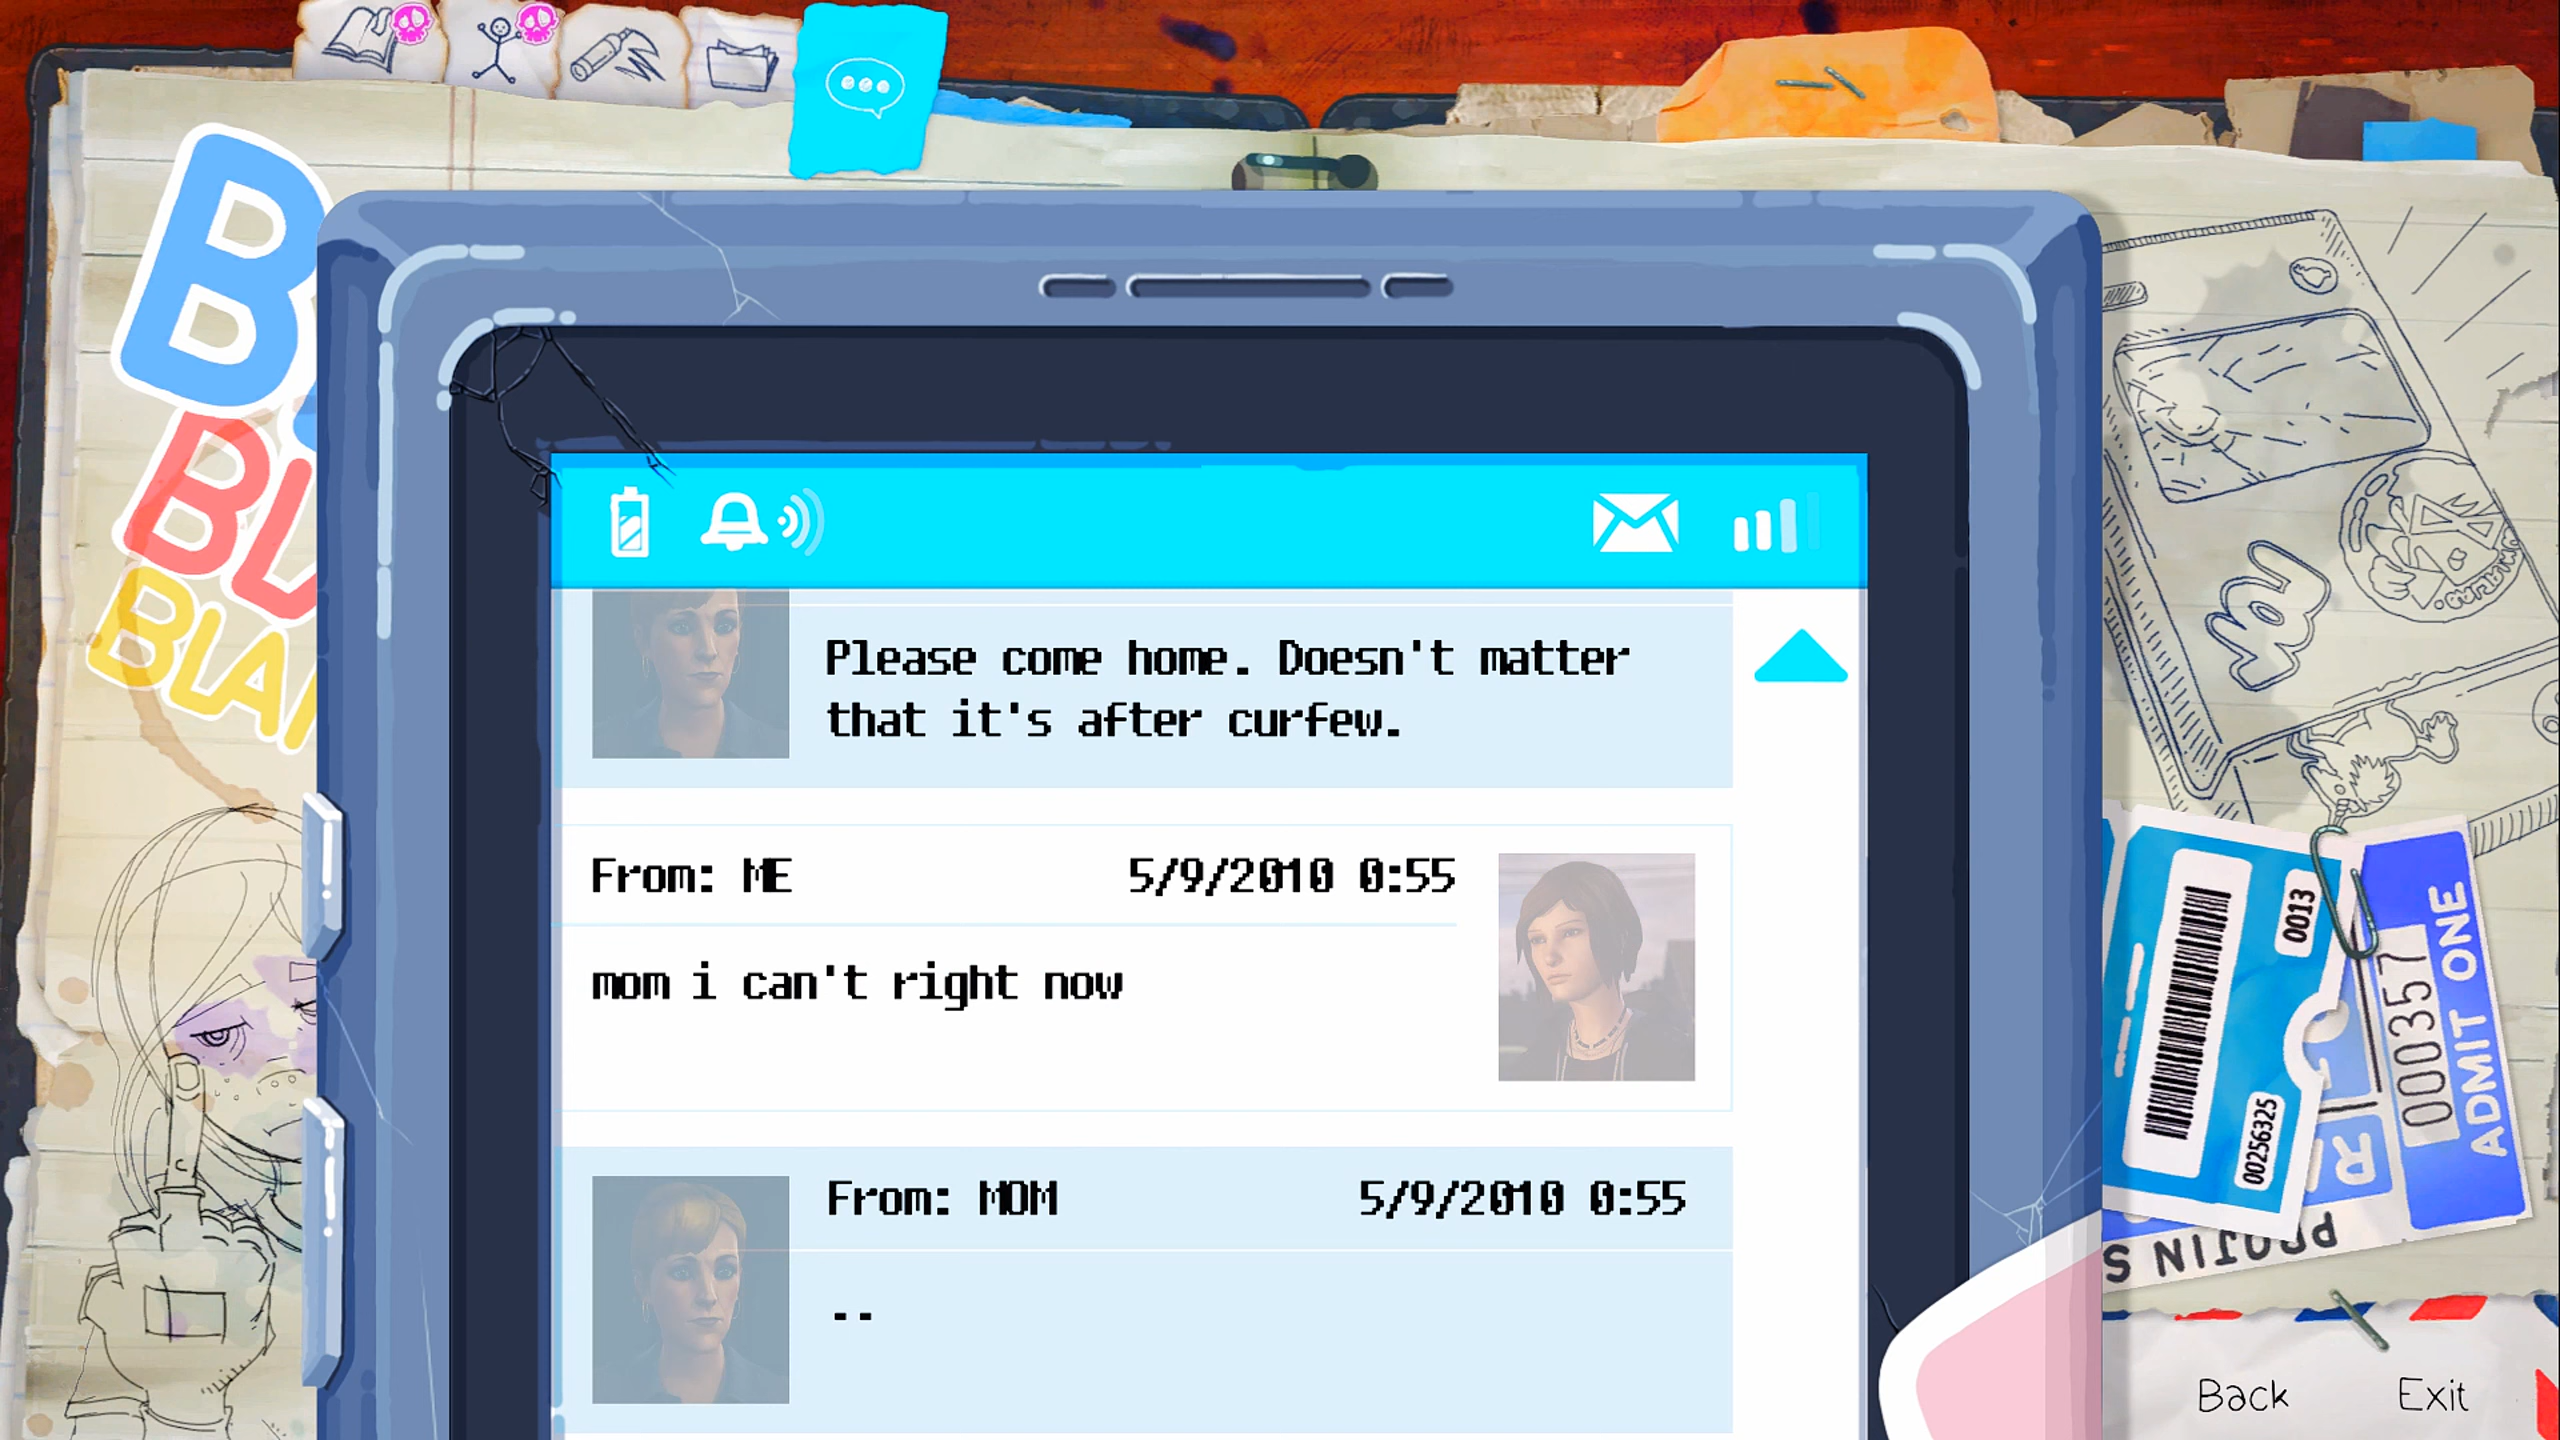 Please come home. Doesn't matter
that it's after curfew.
From: ME 5/9/2010 0:55
mom i can't right now
From: MOM 5/9/2010 0:55
--
0013
00256325
000357
ADMIT ONE
Back
Exit